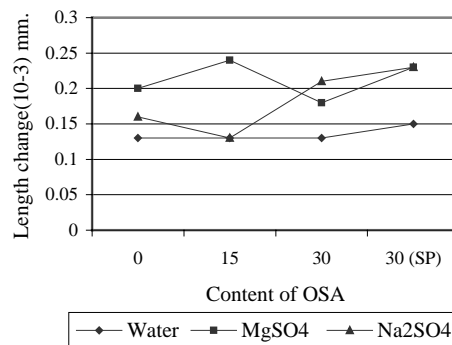 Length change(10-3) mm.
0.3
0.25
0.2
0.15
0.1
0.05
0
0 15 30 30 (SP)
Content of OSA
Water MgSO4 Na2SO4